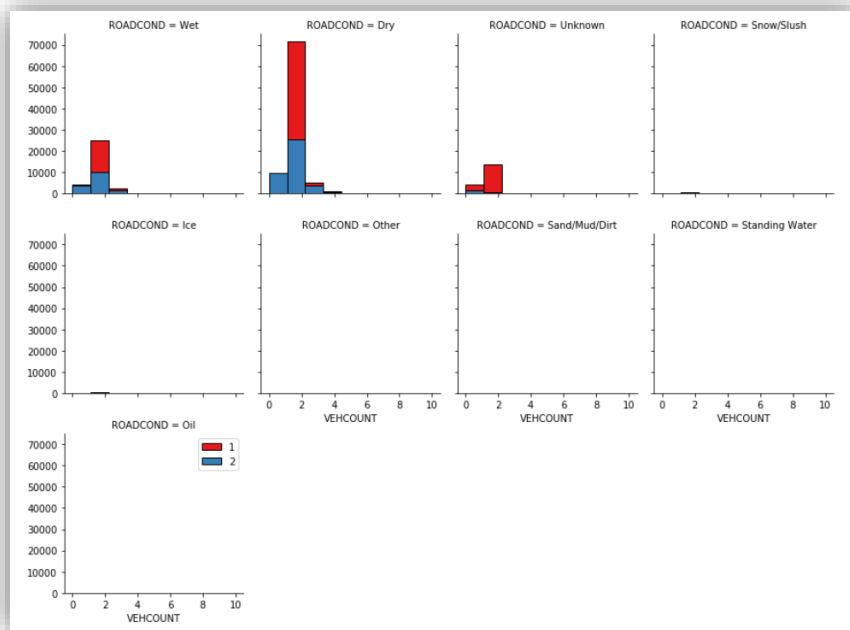 ROADCOND = Wet
ROADCOND = Dry
ROADCOND = Unknown
ROADCOND = Snow/Slush
70000
60000
50000
40000
30000
20000
10000
0
ROADCOND = Ice
ROADCOND = Other
ROADCOND = Sand/Mud/Dirt
ROADCOND = Standing Water
70000
60000
50000
40000
30000
20000
10000
0
0 2 4 6 8 10
VEHCOUNT
0 2 4 6 8 10
VEHCOUNT
0 2 4 6 8 10
VEHCOUNT
ROADCOND = Oil
70000
60000
50000
40000
30000
20000
10000
0
1
2
0 2 4 6 8 10
VEHCOUNT